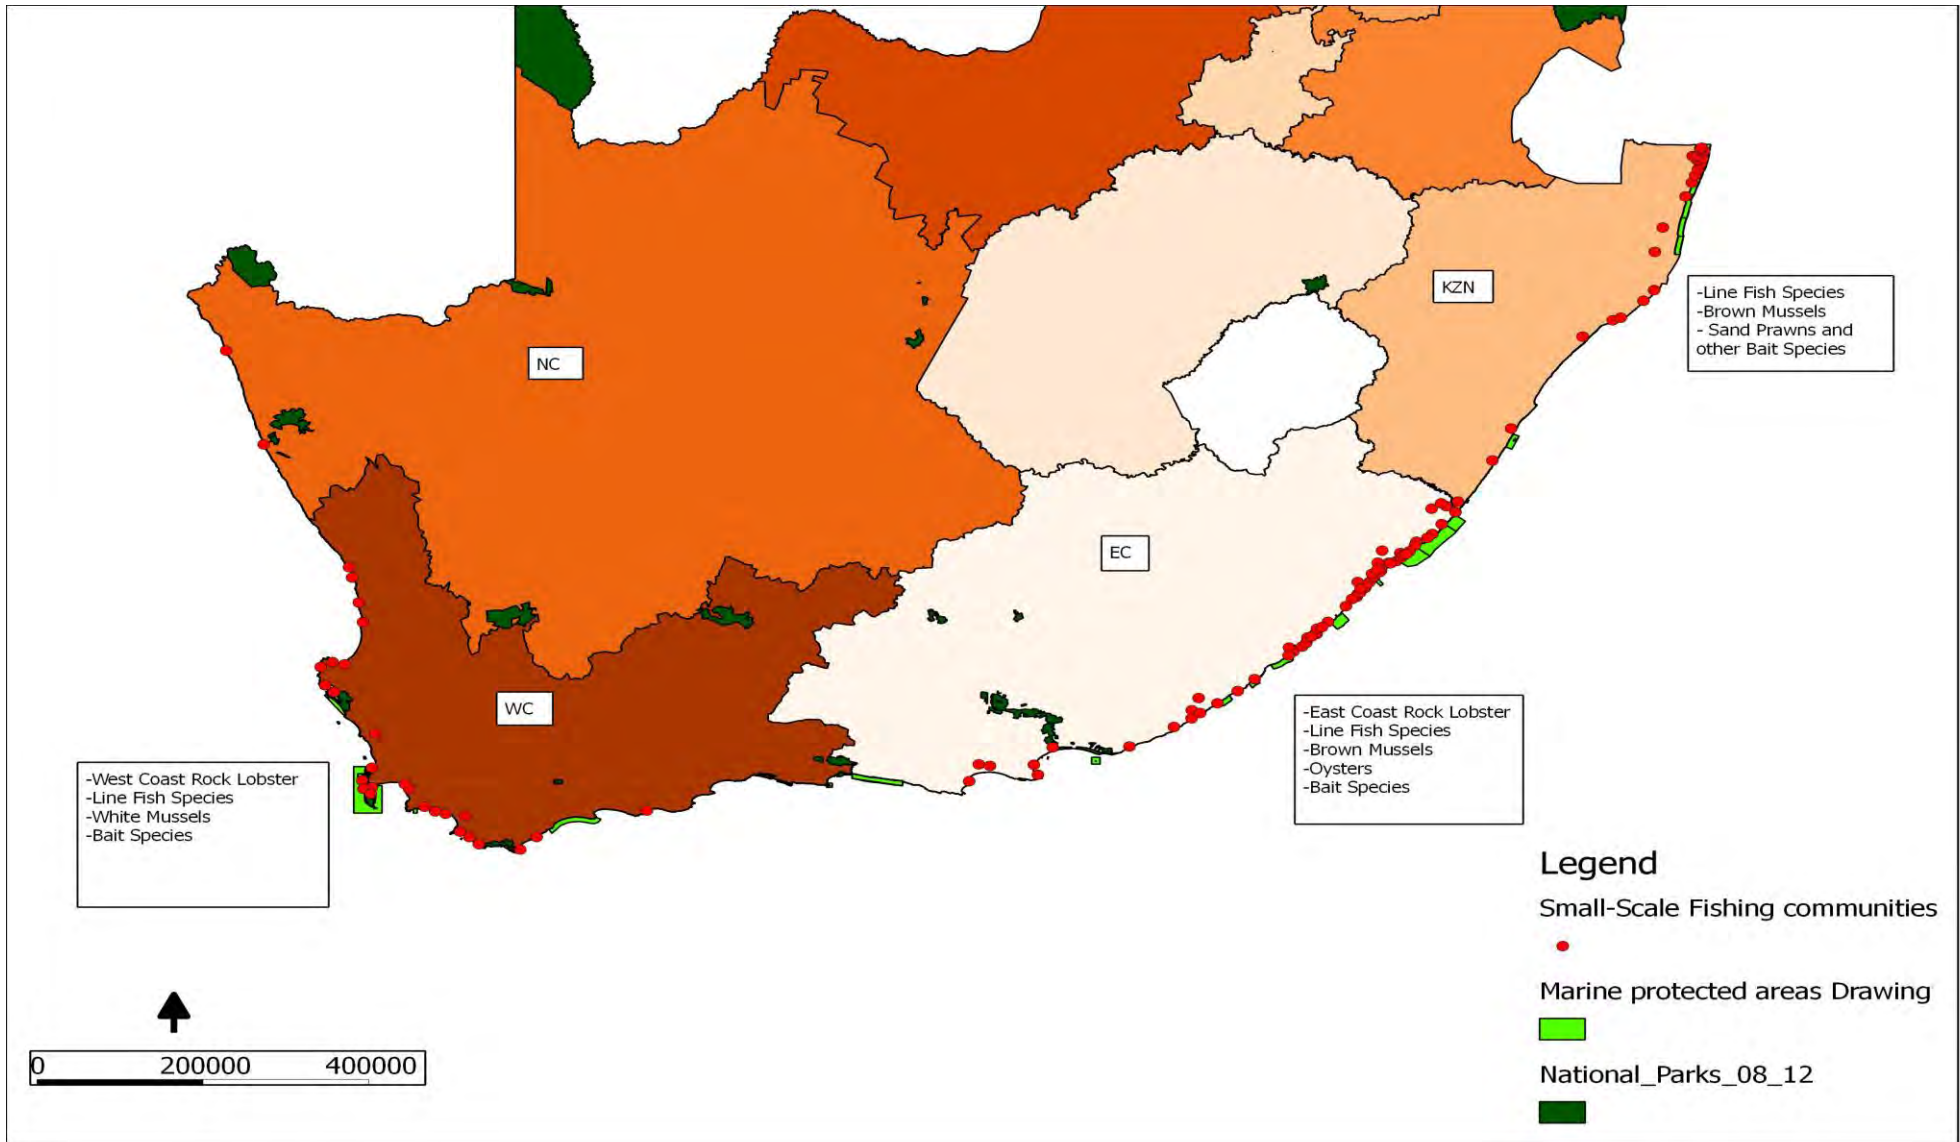 KZN
-Line Fish Species
-Brown Mussels
- Sand Prawns and
other Bait Species
NC
EC
WC
-East Coast Rock Lobster
-Line Fish Species
-Brown Mussels
-Oysters
-Bait Species
-West Coast Rock Lobster
-Line Fish Species
-White Mussels
-Bait Species
Legend
Small-Scale Fishing communities
Marine protected areas Drawing
National_Parks_08_12
0 200000 400000